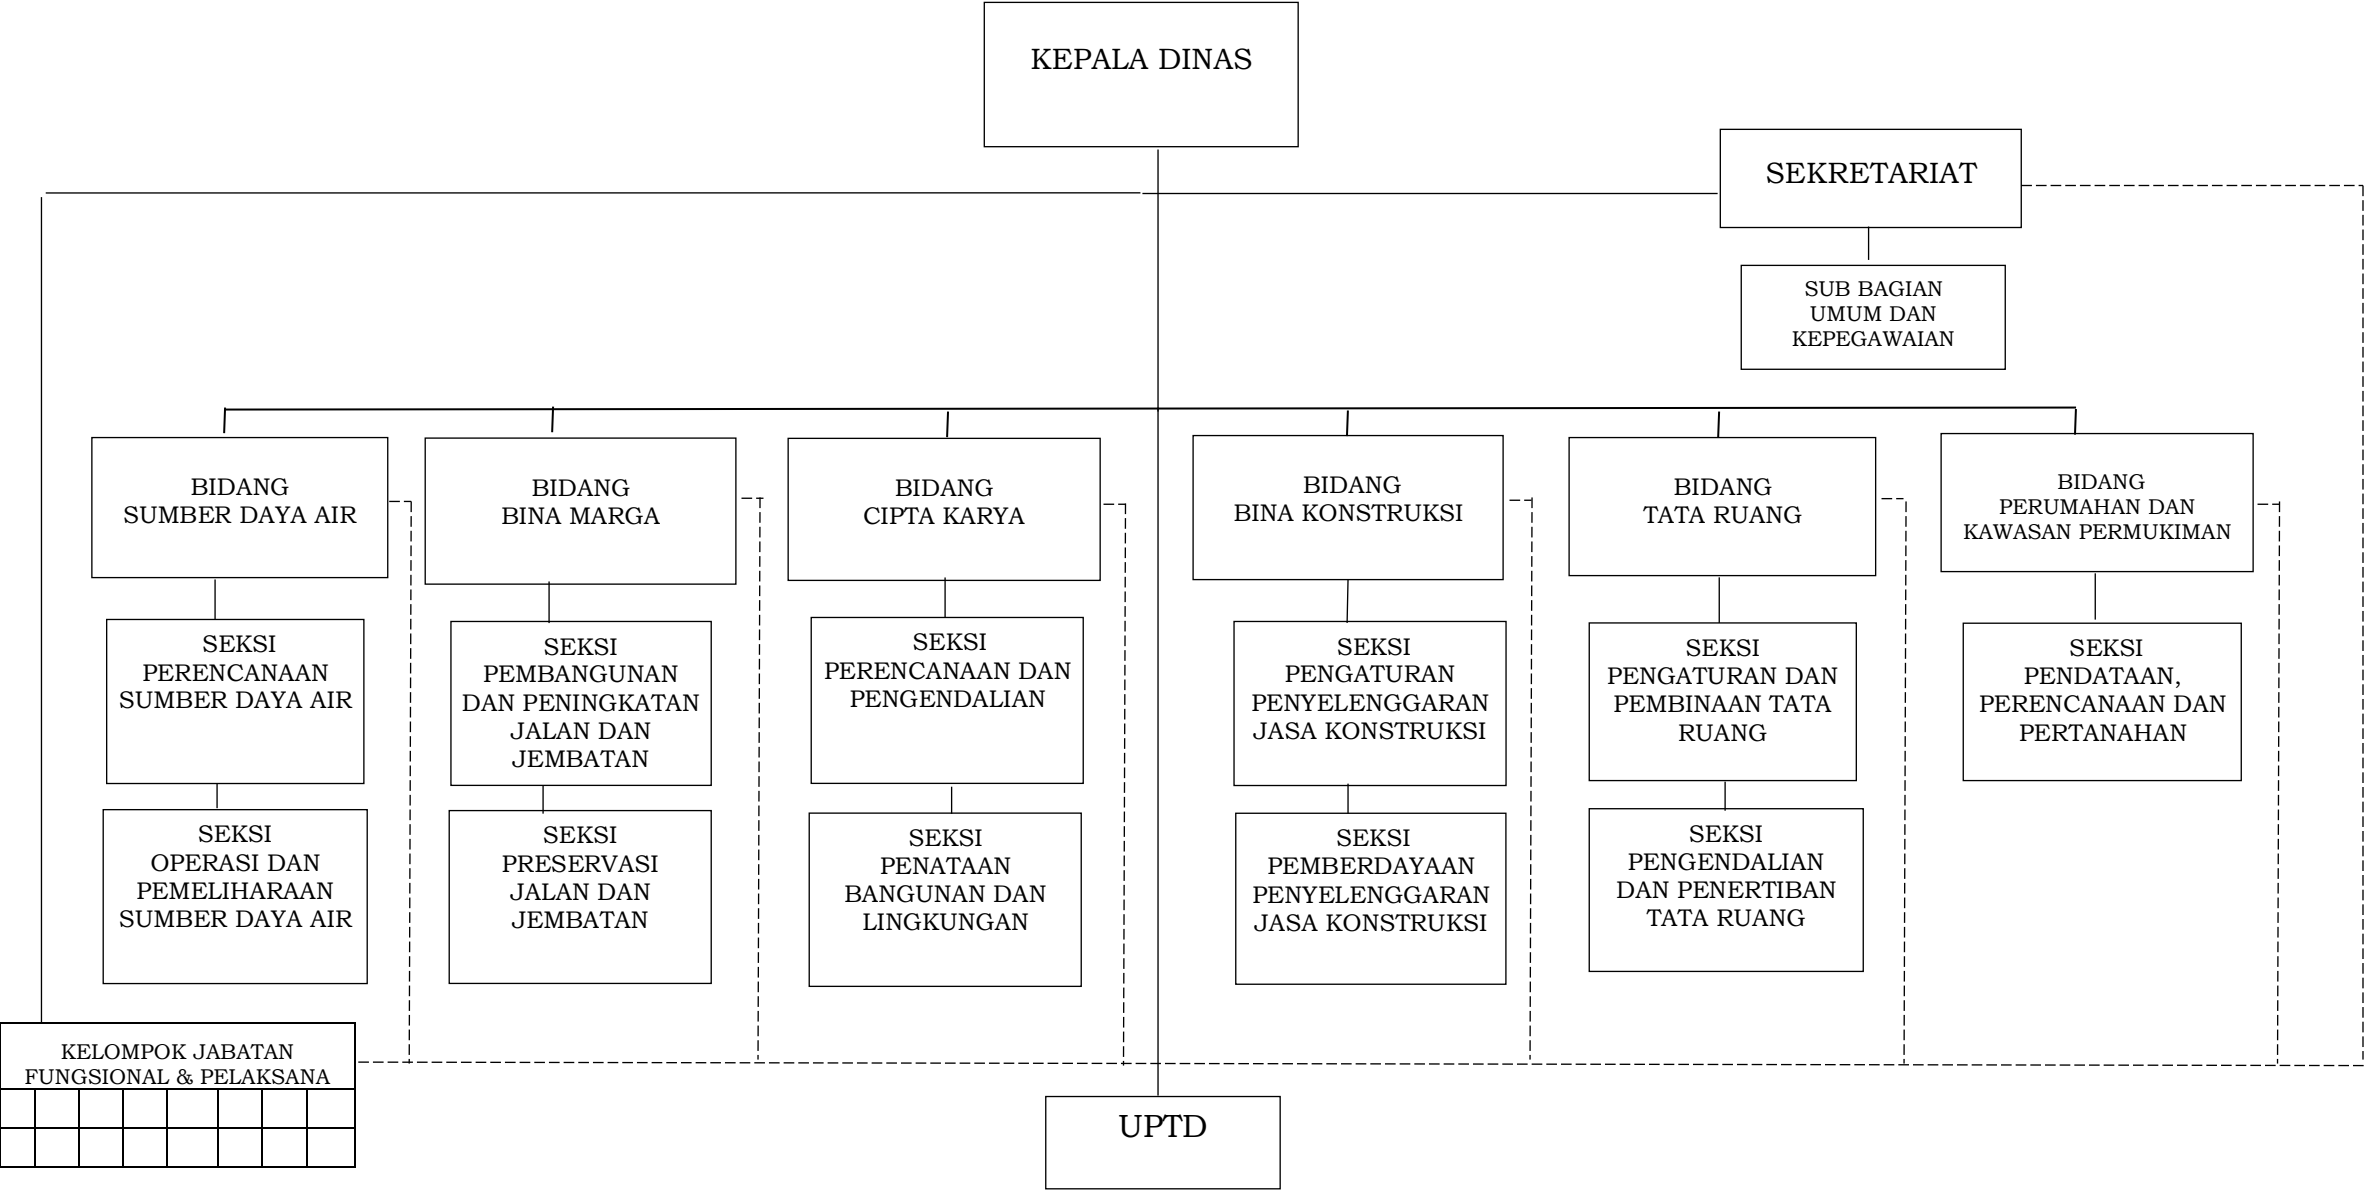 KEPALA DINAS
SEKRETARIAT
SUB BAGIAN
UMUM DAN
KEPEGAWAIAN
BIDANG
SUMBER DAYA AIR
BIDANG
BINA MARGA
BIDANG
CIPTA KARYA
BIDANG
BINA KONSTRUKSI
BIDANG
TATA RUANG
BIDANG
PERUMAHAN DAN
KAWASAN PERMUKIMAN
SEKSI
PERENCANAAN
SUMBER DAYA AIR
SEKSI
PEMBANGUNAN
DAN PENINGKATAN
JALAN DAN
JEMBATAN
SEKSI
PERENCANAAN DAN
PENGENDALIAN
SEKSI
PENGATURAN
PENYELENGGARAN
JASA KONSTRUKSI
SEKSI
PENGATURAN DAN
PEMBINAAN TATA
RUANG
SEKSI
PENDATAAN,
PERENCANAAN DAN
PERTANAHAN
SEKSI
OPERASI DAN
PEMELIHARAAN
SUMBER DAYA AIR
SEKSI
PRESERVASI
JALAN DAN
JEMBATAN
SEKSI
PENATAAN
BANGUNAN DAN
LINGKUNGAN
SEKSI
PEMBERDAYAAN
PENYELENGGARAN
JASA KONSTRUKSI
SEKSI
PENGENDALIAN
DAN PENERTIBAN
TATA RUANG
KELOMPOK JABATAN
FUNGSIONAL & PELAKSANA
UPTD